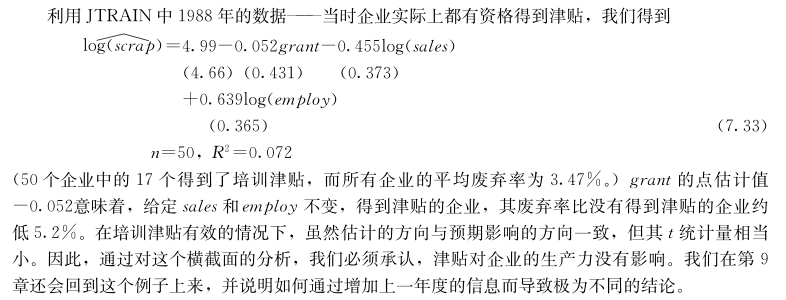 利用 JTRAIN 中 1988 年的数据——当时企业实际上都有资格得到津贴，我们得到
log(scrap)=4.99−0.052grant−0.455log(sales)
(4.66) (0.431) (0.373)
+0.639log(employ)
(0.365) (7.33)
n=50，R²=0.072
(50 个企业中的 17 个得到了培训津贴，而所有企业的平均废弃率为 3.47%。) grant 的点估计值
−0.052意味着，给定 sales 和 employ 不变，得到津贴的企业，其废弃率比没有得到津贴的企业约
低 5.2%。在培训津贴有效的情况下，虽然估计的方向与预期影响的方向一致，但其 t 统计量相当
小。因此，通过对这个横截面的分析，我们必须承认，津贴对企业的生产力没有影响。我们在第 9
章还会回到这个例子上来，并说明如何通过增加上一年度的信息而导致极为不同的结论。